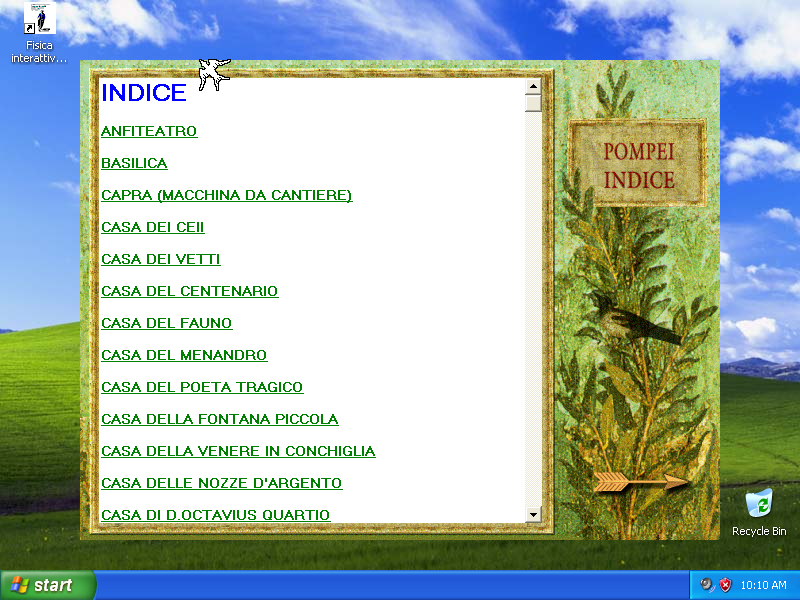 Fisica
interattiv...
INDICE
ANFITEATRO
BASILICA
CAPRA (MACCHINA DA CANTIERE)
CASA DEI CEII
CASA DEI VETTI
CASA DEL CENTENARIO
CASA DEL FAUNO
CASA DEL MENANDRO
CASA DEL POETA TRAGICO
CASA DELLA FONTANA PICCOLA
CASA DELLA VENERE IN CONCHIGLIA
CASA DELLE NOZZE D'ARGENTO
CASA DI D.OCTAVIUS QUARTIO
POMPEI
INDICE
Recycle Bin
start
10:10 AM